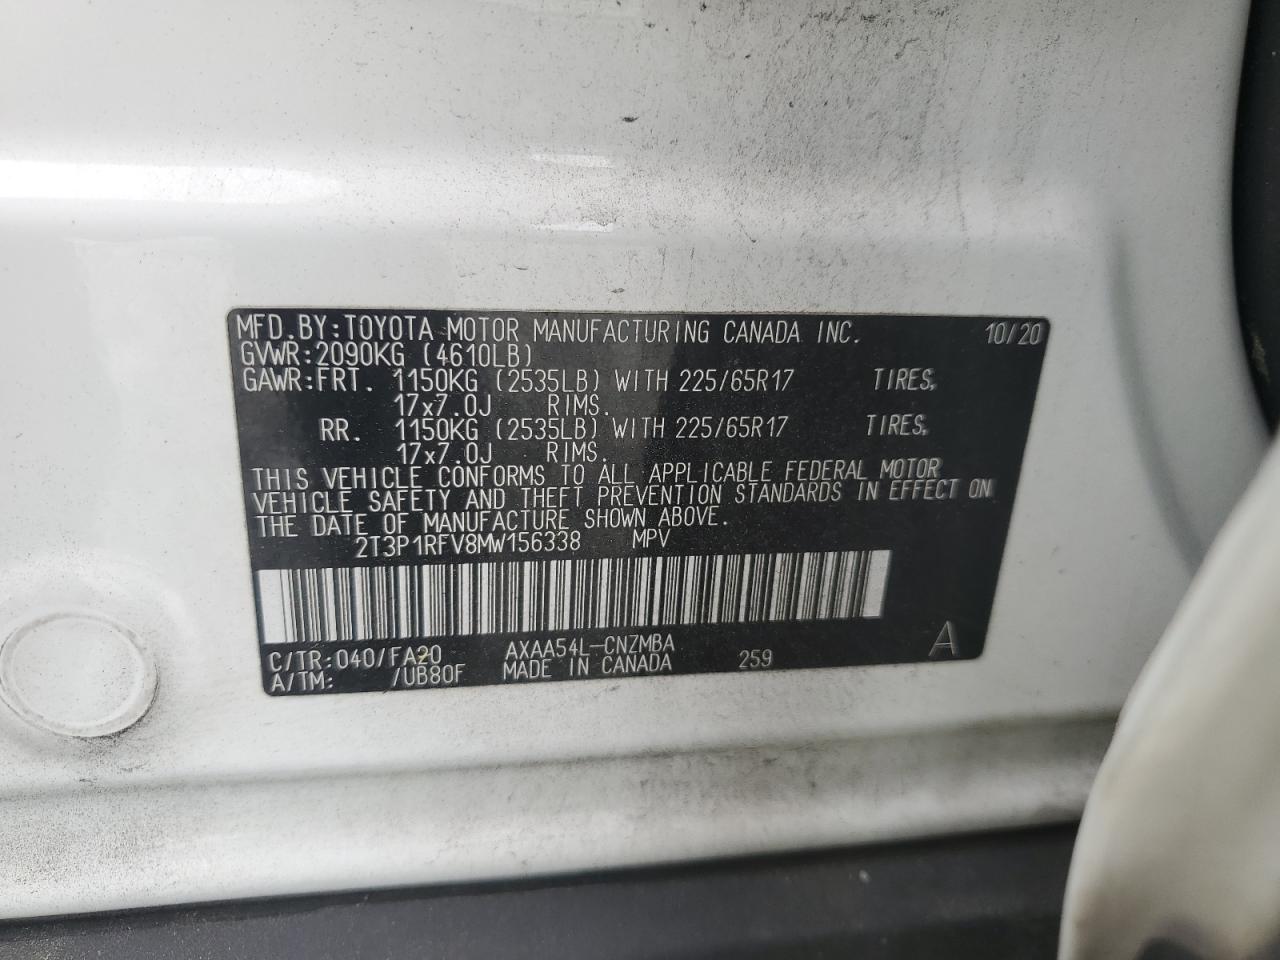 MFD.BY:TOYOTA MOTOR MANUFACTURING CANADA INC. 10/20
GVWR:2090KG (4610LB)
GAWR:FRT. 1150KG (2535LB) WITH 225/65R17 TIRES,
17x7.0J RIMS.
RR. 1150KG (2535LB) WITH 225/65R17 TIRES,
17x7.0J RIMS.
THIS VEHICLE CONFORMS TO ALL APPLICABLE FEDERAL MOTOR
VEHICLE SAFETY AND THEFT PREVENTION STANDARDS IN EFFECT ON
THE DATE OF MANUFACTURE SHOWN ABOVE.
2T3P1RFV8MW156338 MPV
C/TR:040/FA20 AXAA54L-CNZMBA A
A/TM: /UB80F MADE IN CANADA 259